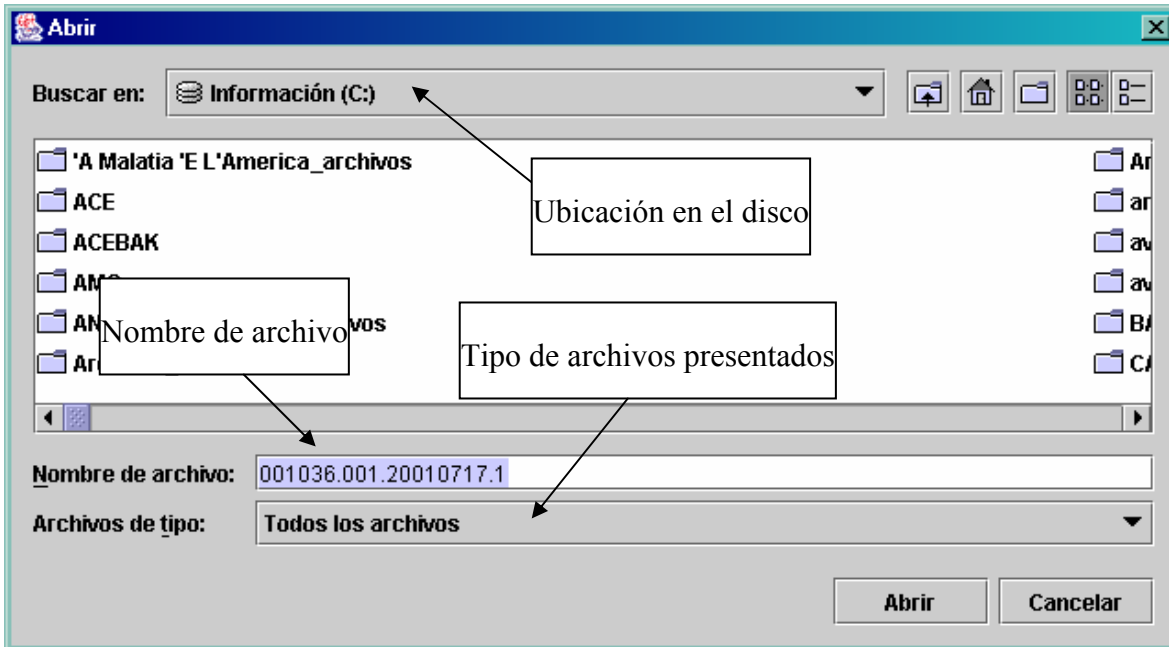 Abrir
Buscar en: Información (C:)
'A Malatia 'E L'America_archivos
ACE
ACEBAK
Ubicación en el disco
Nombre de archivo
Tipo de archivos presentados
Nombre de archivo: 001036.001.20010717.1
Archivos de tipo: Todos los archivos
Abrir Cancelar